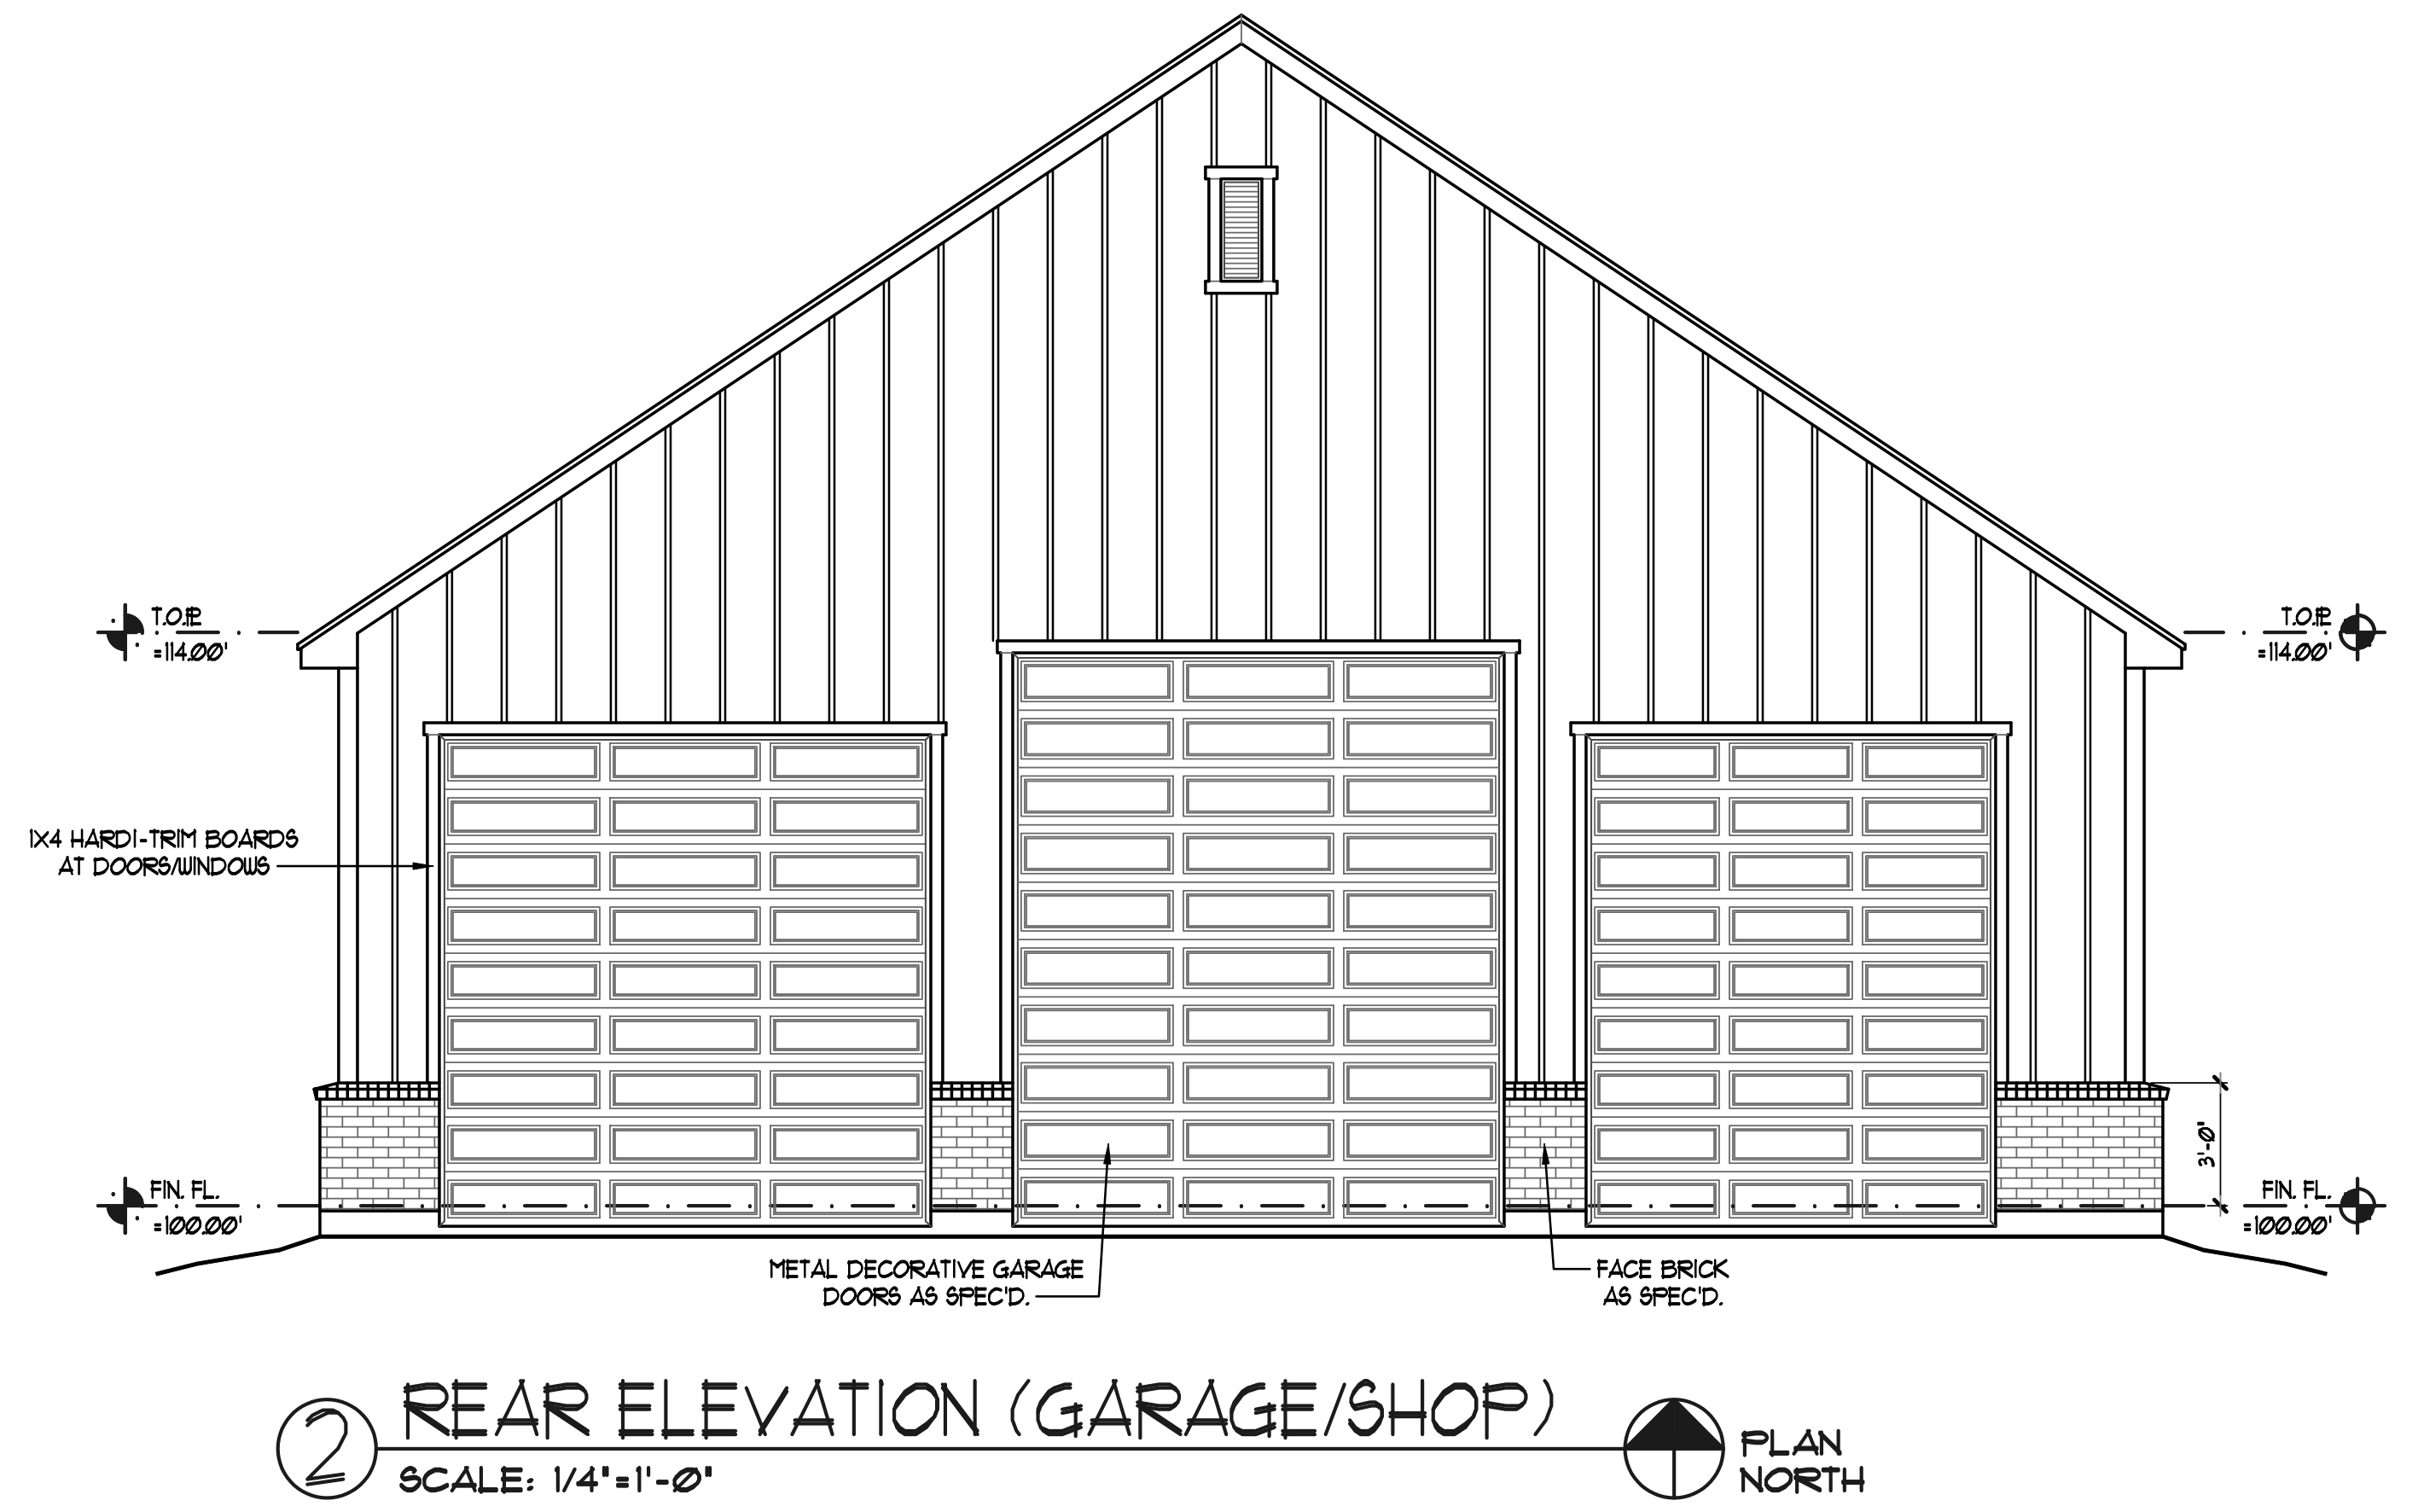 T.O.P.
=114.00'
T.O.P.
=114.00'
1X4 HARDI-TRIM BOARDS
AT DOORS/WINDOWS
3'-0"
FIN. FL.
=100.00'
FIN. FL.
=100.00'
METAL DECORATIVE GARAGE
DOORS AS SPEC'D.
FACE BRICK
AS SPEC'D.
2
REAR ELEVATION (GARAGE/SHOP)
SCALE: 1/4"=1'-0"
PLAN
NORTH